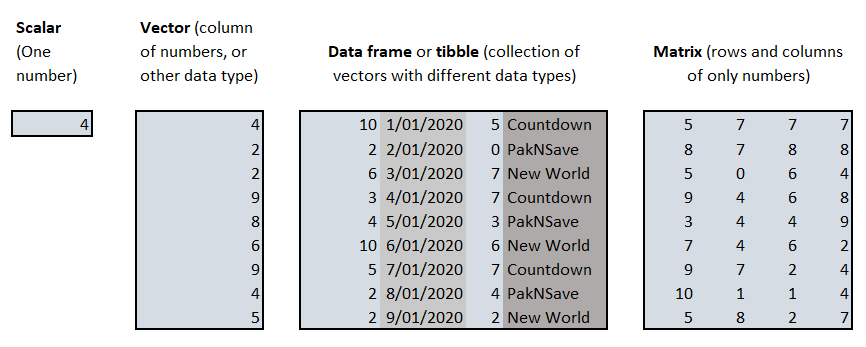 Scalar
(One
number)
Vector (column
of numbers, or
other data type)
Data frame or tibble (collection of
vectors with different data types)
Matrix (rows and columns
of only numbers)
4
4
2
2
9
8
6
9
4
5
10 1/01/2020 5 Countdown
2 2/01/2020 0 PakNSave
6 3/01/2020 7 New World
3 4/01/2020 7 Countdown
4 5/01/2020 3 PakNSave
10 6/01/2020 6 New World
5 7/01/2020 7 Countdown
2 8/01/2020 4 PakNSave
2 9/01/2020 2 New World
5 7 7 7
8 7 8 8
5 0 6 4
9 4 6 8
3 4 4 9
7 4 6 2
9 7 2 4
10 1 1 4
5 8 2 7